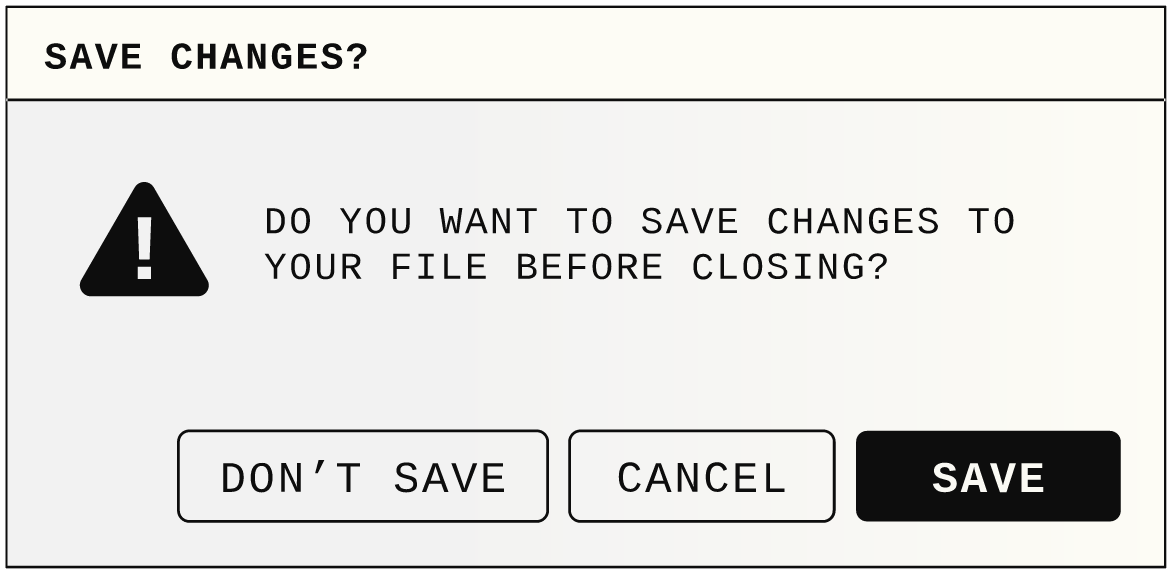 SAVE CHANGES?
!
DO YOU WANT TO SAVE CHANGES TO
YOUR FILE BEFORE CLOSING?
DON’T SAVE
CANCEL
SAVE